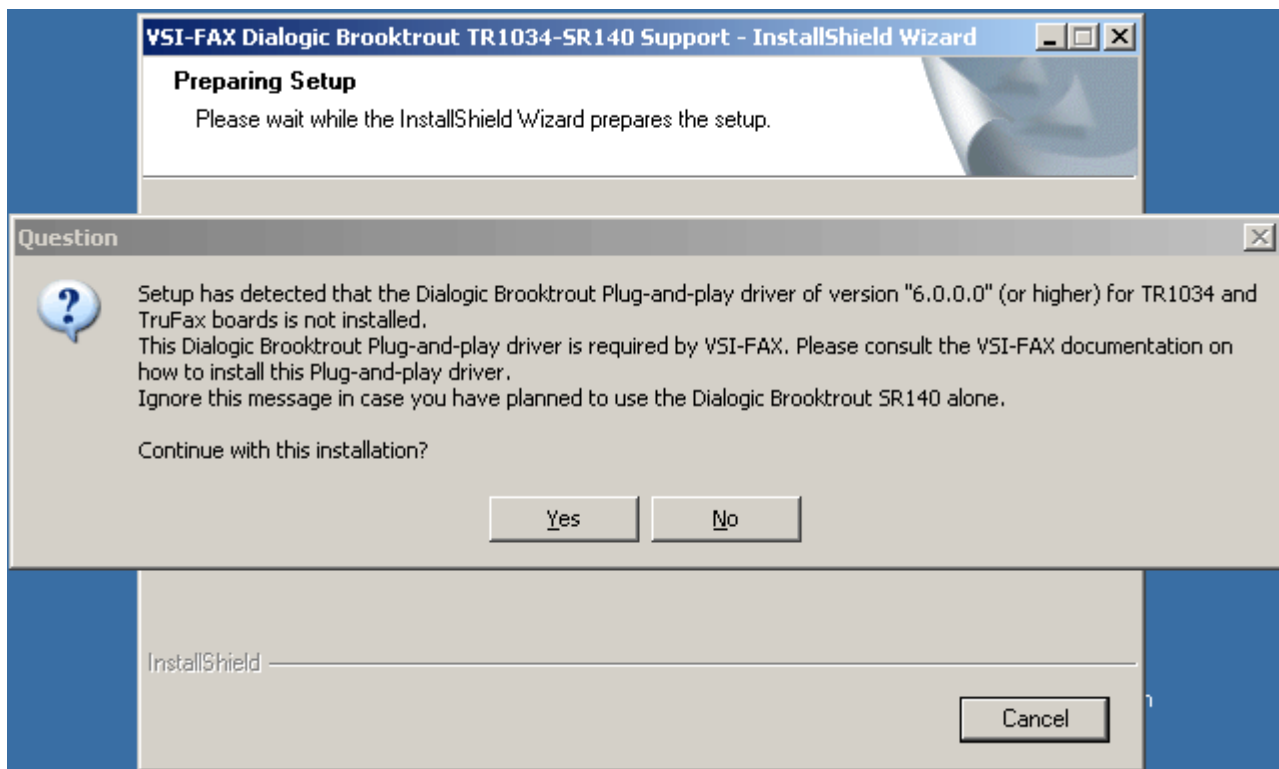 VSI-FAX Dialogic Brooktrout TR1034-SR140 Support - InstallShield Wizard
Preparing Setup
Please wait while the InstallShield Wizard prepares the setup.
Question
Setup has detected that the Dialogic Brooktrout Plug-and-play driver of version "6.0.0.0" (or higher) for TR1034 and
TruFax boards is not installed.
This Dialogic Brooktrout Plug-and-play driver is required by VSI-FAX. Please consult the VSI-FAX documentation on
how to install this Plug-and-play driver.
Ignore this message in case you have planned to use the Dialogic Brooktrout SR140 alone.
Continue with this installation?
Yes
No
InstallShield
Cancel